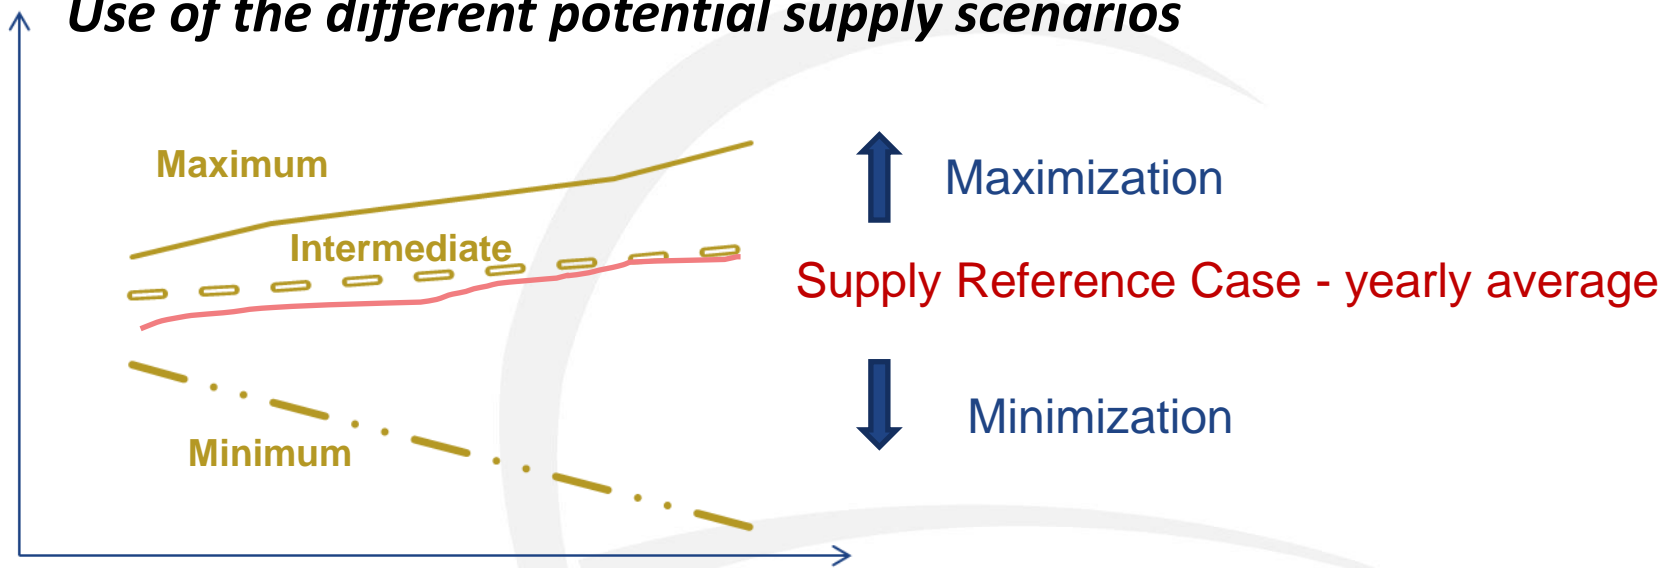 Use of the different potential supply scenarios
Maximum
Maximization
Intermediate
Supply Reference Case - yearly average
Minimization
Minimum